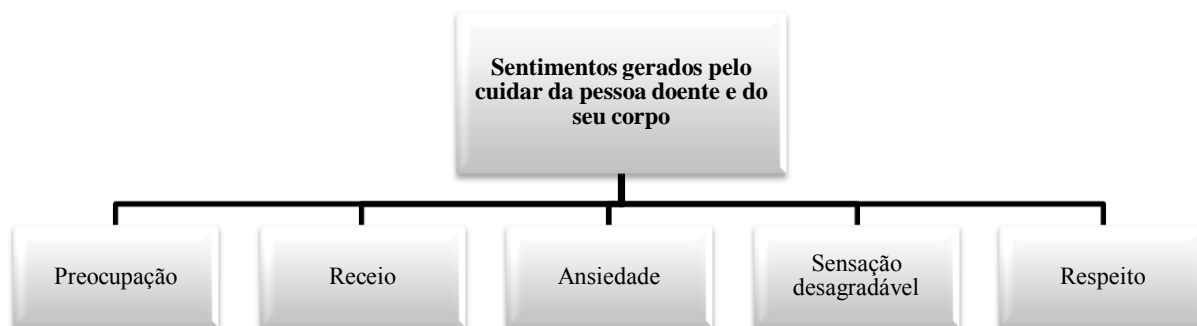 Sentimentos gerados pelo
cuidar da pessoa doente e do
seu corpo
Preocupação
Receio
Ansiedade
Sensação
desagradável
Respeito